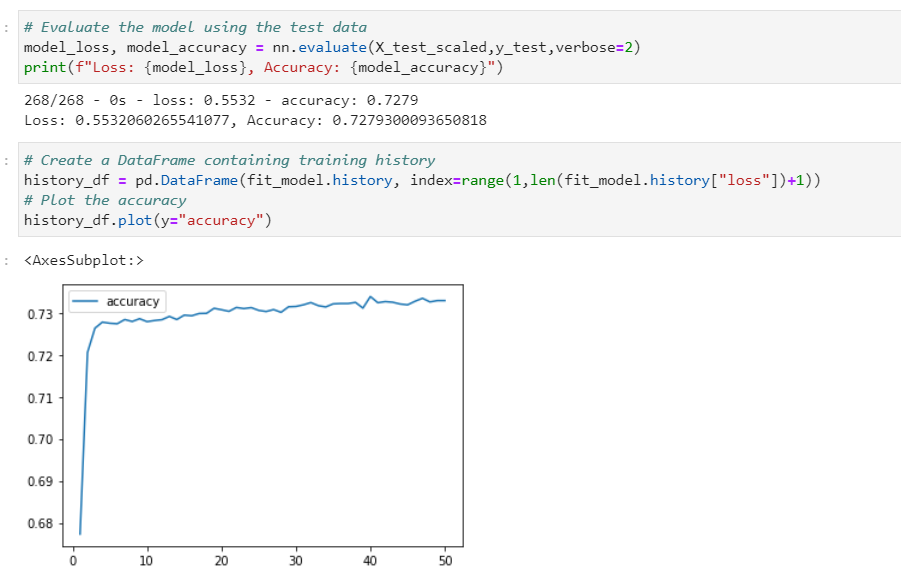 # Evaluate the model using the test data
model_loss, model_accuracy = nn.evaluate(X_test_scaled,y_test,verbose=2)
print(f"Loss: {model_loss}, Accuracy: {model_accuracy}")
268/268 - 0s - loss: 0.5532 - accuracy: 0.7279
Loss: 0.5532060265541077, Accuracy: 0.7279300093650818
# Create a DataFrame containing training history
history_df = pd.DataFrame(fit_model.history, index=range(1,len(fit_model.history["loss"])+1))
# Plot the accuracy
history_df.plot(y="accuracy")
<AxesSubplot:>
accuracy
0.73
0.72
0.71
0.70
0.69
0.68
0 10 20 30 40 50